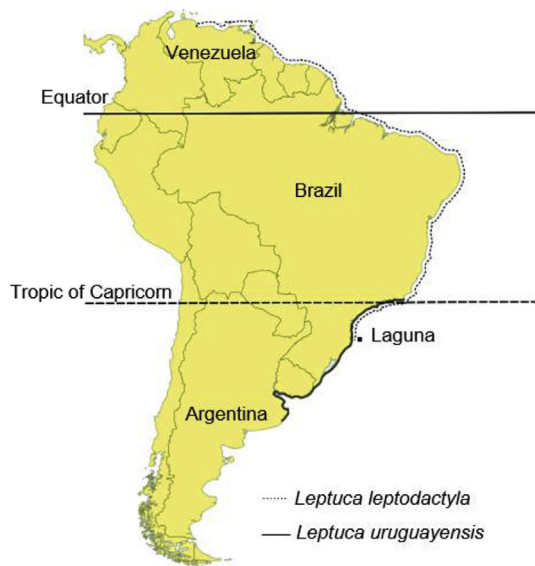 Venezuela
Equator
Brazil
Tropic of Capricorn
Laguna
Argentina
Leptuca leptodactyla
Leptuca uruguayensis